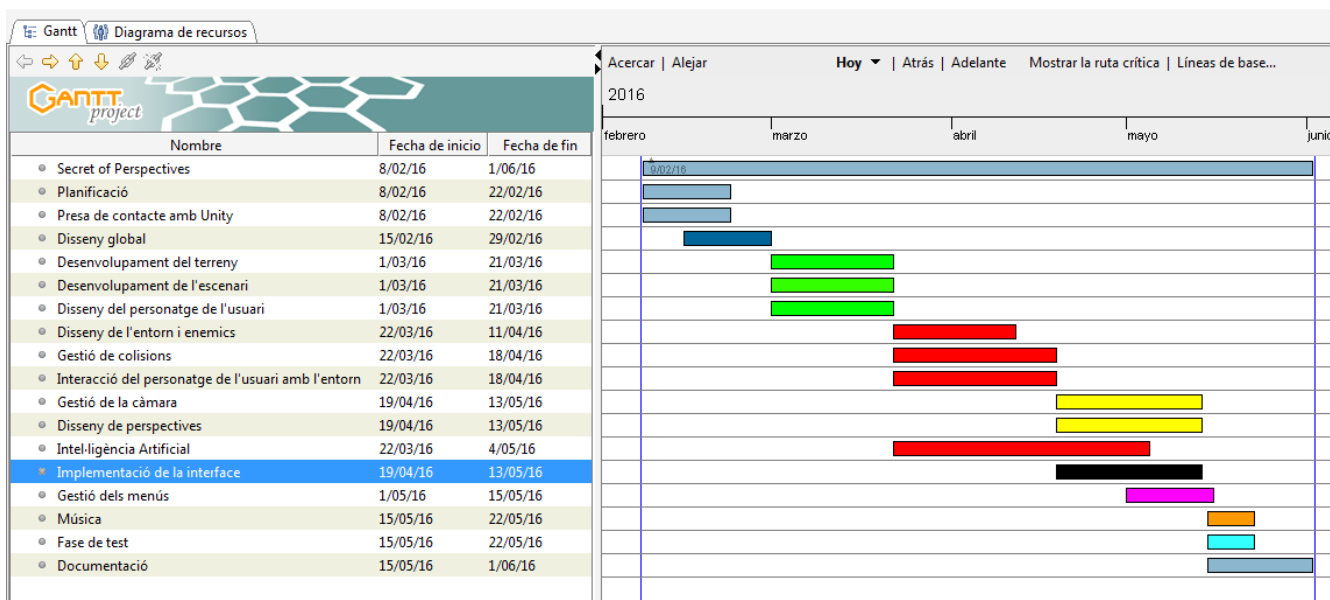 Gantt Diagrama de recursos
Acercar | Alejar Hoy | Atrás | Adelante Mostrar la ruta crítica | Líneas de base...
GANTT project
2016
febrero marzo abril mayo junio
Nombre Fecha de inicio Fecha de fin
Secret of Perspectives 8/02/16 1/06/16 9/02/16
Planificació 8/02/16 22/02/16
Presa de contacte amb Unity 8/02/16 22/02/16
Disseny global 15/02/16 29/02/16
Desenvolupament del terreny 1/03/16 21/03/16
Desenvolupament de l'escenari 1/03/16 21/03/16
Disseny del personatge de l'usuari 1/03/16 21/03/16
Disseny de l'entorn i enemics 22/03/16 11/04/16
Gestió de colisions 22/03/16 18/04/16
Interacció del personatge de l'usuari amb l'entorn 22/03/16 18/04/16
Gestió de la càmara 19/04/16 13/05/16
Disseny de perspectives 19/04/16 13/05/16
Intel·ligència Artificial 22/03/16 4/05/16
Implementació de la interface 19/04/16 13/05/16
Gestió dels menús 1/05/16 15/05/16
Música 15/05/16 22/05/16
Fase de test 15/05/16 22/05/16
Documentació 15/05/16 1/06/16